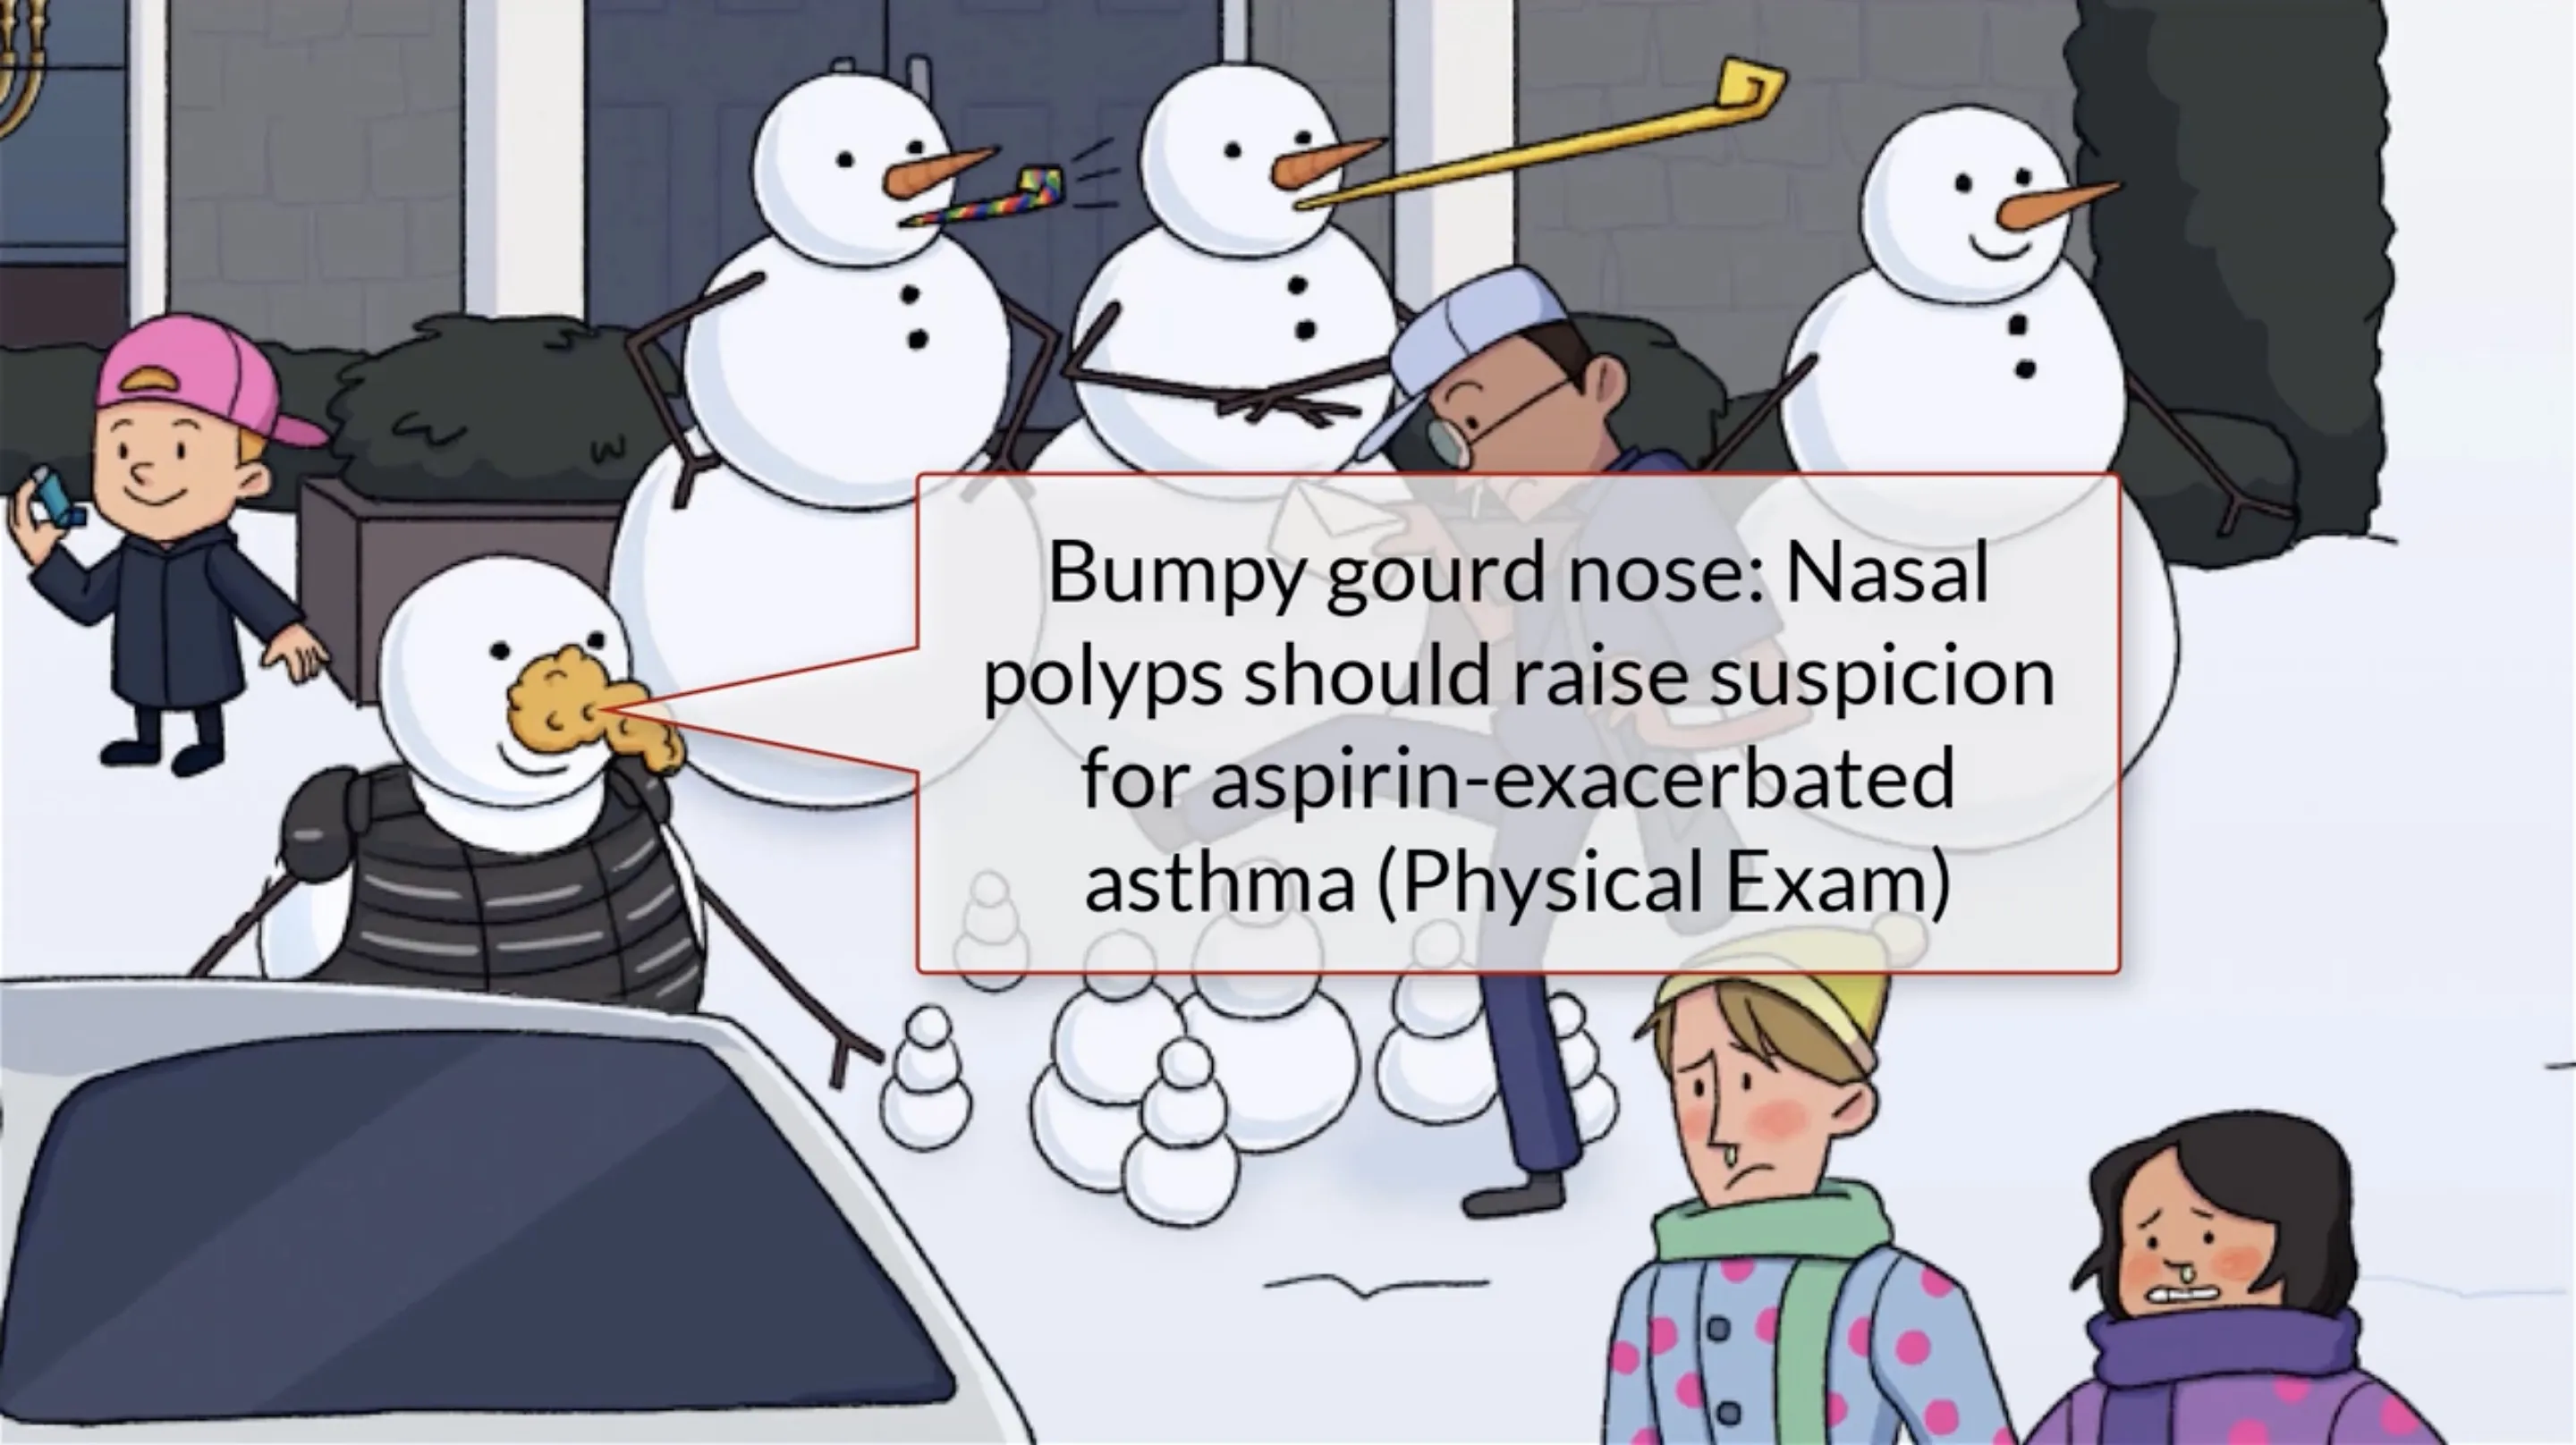 Bumpy gourd nose: Nasal
polyps should raise suspicion
for aspirin-exacerbated
asthma (Physical Exam)